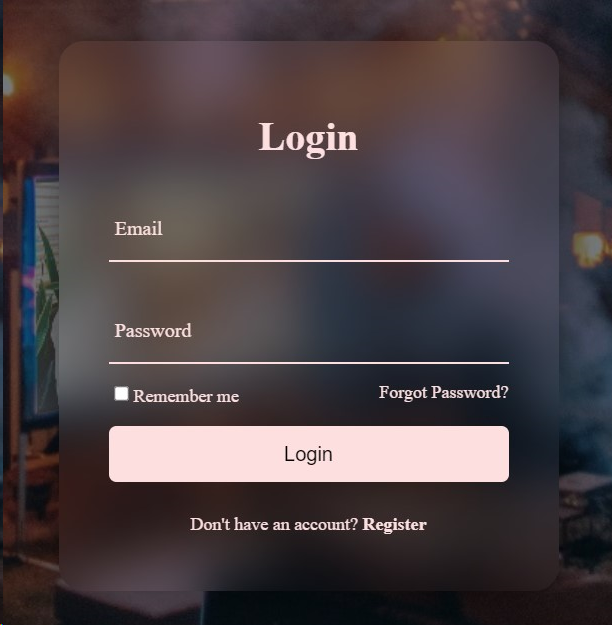 Login
Email
Password
Remember me Forgot Password?
Login
Don't have an account? Register